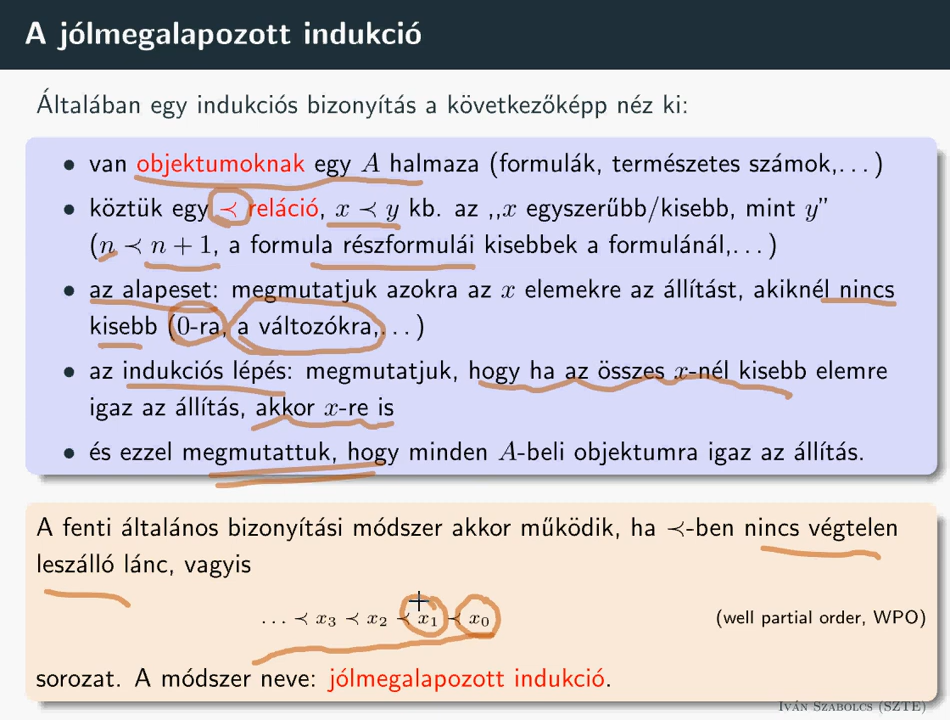 A jólmegalapozott indukció
Általában egy indukciós bizonyítás a következőképp néz ki:
• van objektumoknak egy A halmaza (formulák, természetes számok,...)
• köztük egy ≺ reláció, x ≺ y kb. az ,,x egyszerűbb/kisebb, mint y”
(n ≺ n + 1, a formula részformulái kisebbek a formulánál,...)
• az alapeset: megmutatjuk azokra az x elemekre az állítást, akiknél nincs
kisebb (0-ra, a változókra,...)
• az indukciós lépés: megmutatjuk, hogy ha az összes x-nél kisebb elemre
igaz az állítás, akkor x-re is
• és ezzel megmutattuk, hogy minden A-beli objektumra igaz az állítás.
A fenti általános bizonyítási módszer akkor működik, ha ≺-ben nincs végtelen
leszálló lánc, vagyis
... ≺ x₃ ≺ x₂ ≺ x₁ ≺ x₀ (well partial order, WPO)
sorozat. A módszer neve: jólmegalapozott indukció.
Iván Szabolcs (SZTE)